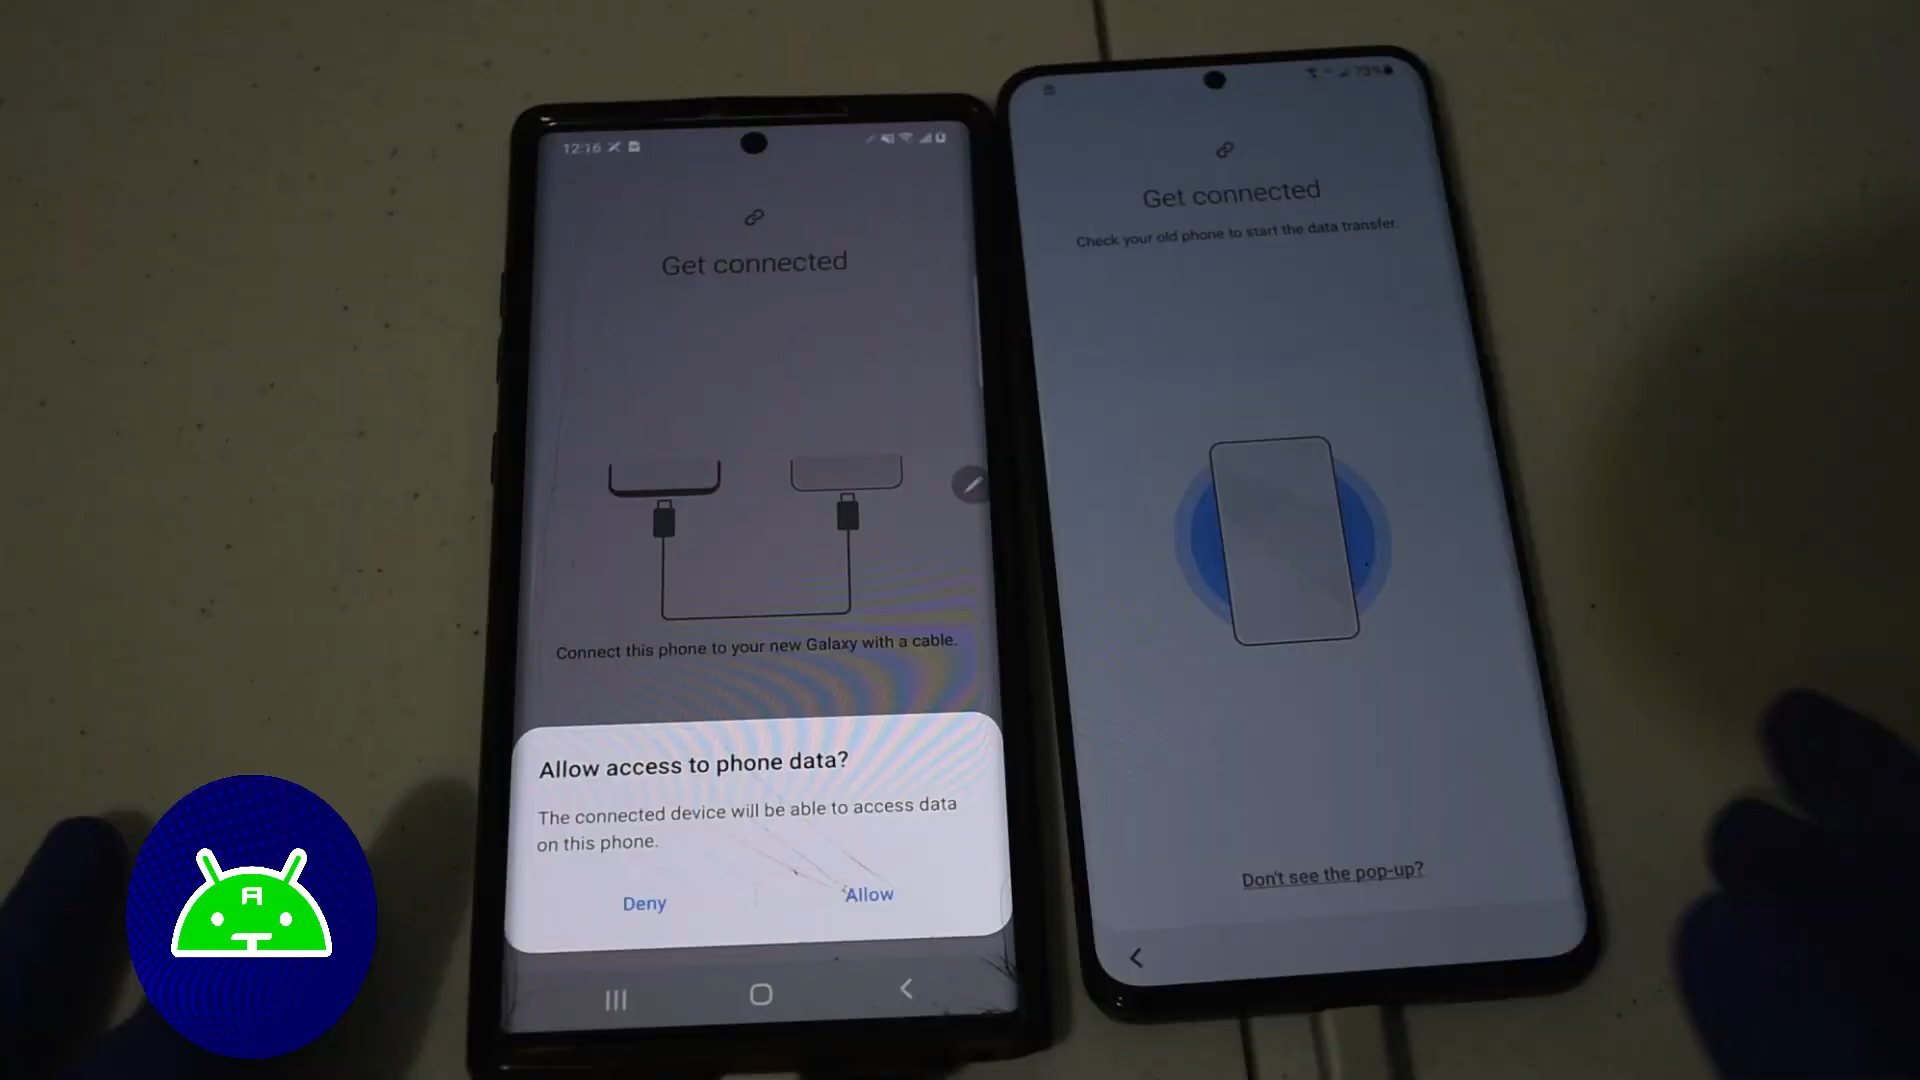 12:16
Get connected
Connect this phone to your new Galaxy with a cable.
Allow access to phone data?
The connected device will be able to access data
on this phone.
Deny
Allow
73%
Get connected
Check your old phone to start the data transfer.
Don't see the pop-up?
A